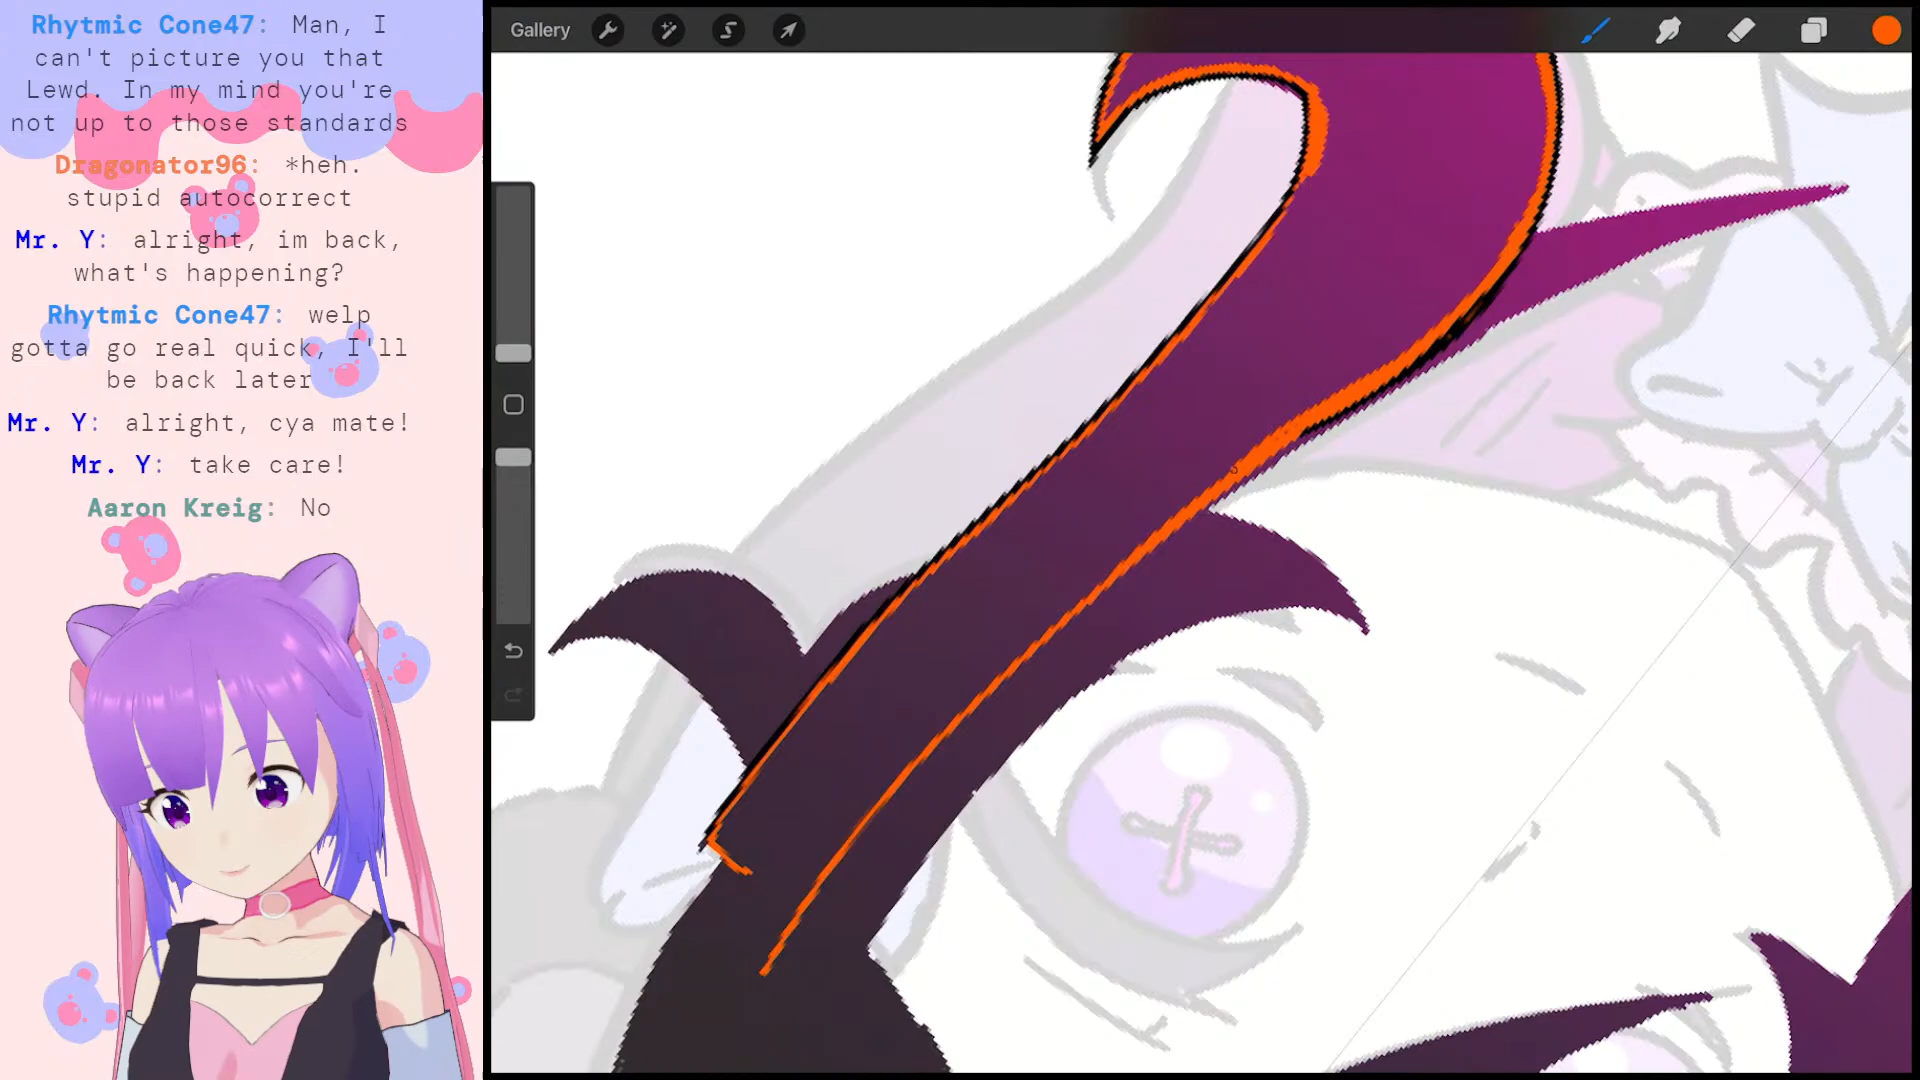 Rhytmic Cone47: Man, I
can't picture you that
Lewd. In my mind you're
not up to those standards
Dragonator96: *heh.
stupid autocorrect
Mr. Y: alright, im back,
what's happening?
Rhytmic Cone47: welp
gotta go real quick, I'll
be back later
Mr. Y: alright, cya mate!
Mr. Y: take care!
Aaron Kreig: No
Gallery